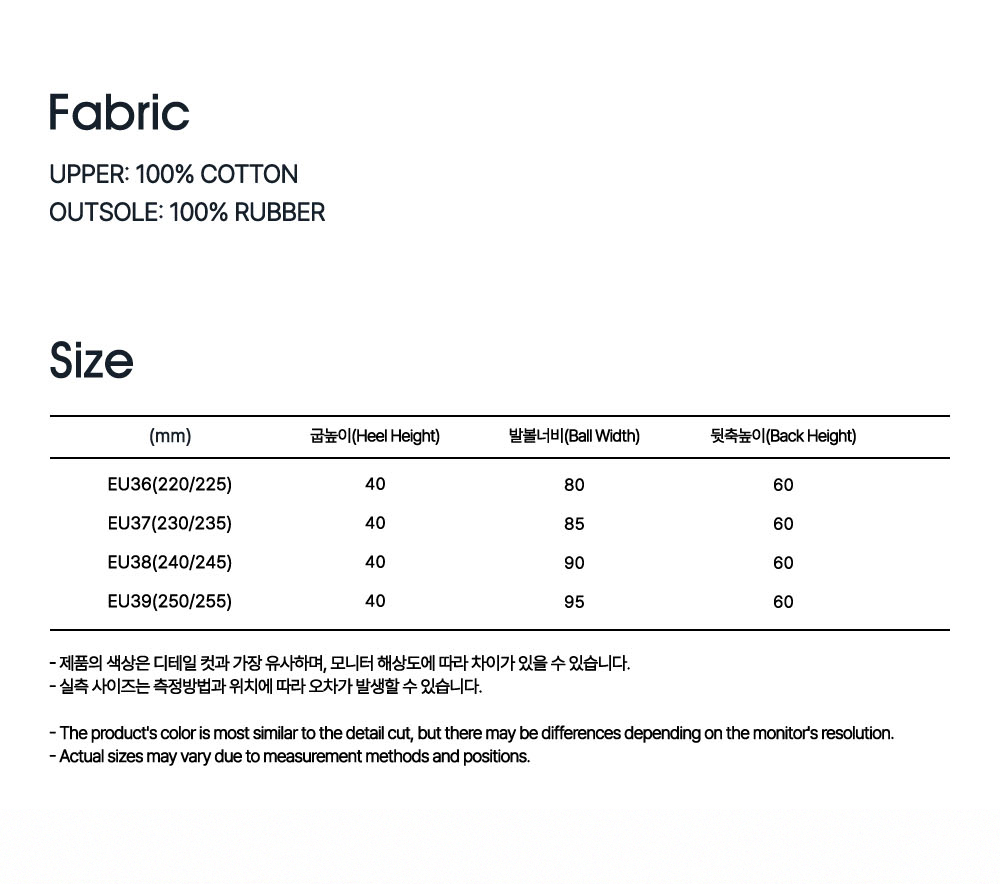 Fabric
UPPER: 100% COTTON
OUTSOLE: 100% RUBBER
Size
(mm) 굽높이(Heel Height) 발볼너비(Ball Width) 뒷축높이(Back Height)
EU36(220/225) 40 80 60
EU37(230/235) 40 85 60
EU38(240/245) 40 90 60
EU39(250/255) 40 95 60
- 제품의 색상은 디테일 컷과 가장 유사하며, 모니터 해상도에 따라 차이가 있을 수 있습니다.
- 실측 사이즈는 측정방법과 위치에 따라 오차가 발생할 수 있습니다.
- The product's color is most similar to the detail cut, but there may be differences depending on the monitor's resolution.
- Actual sizes may vary due to measurement methods and positions.